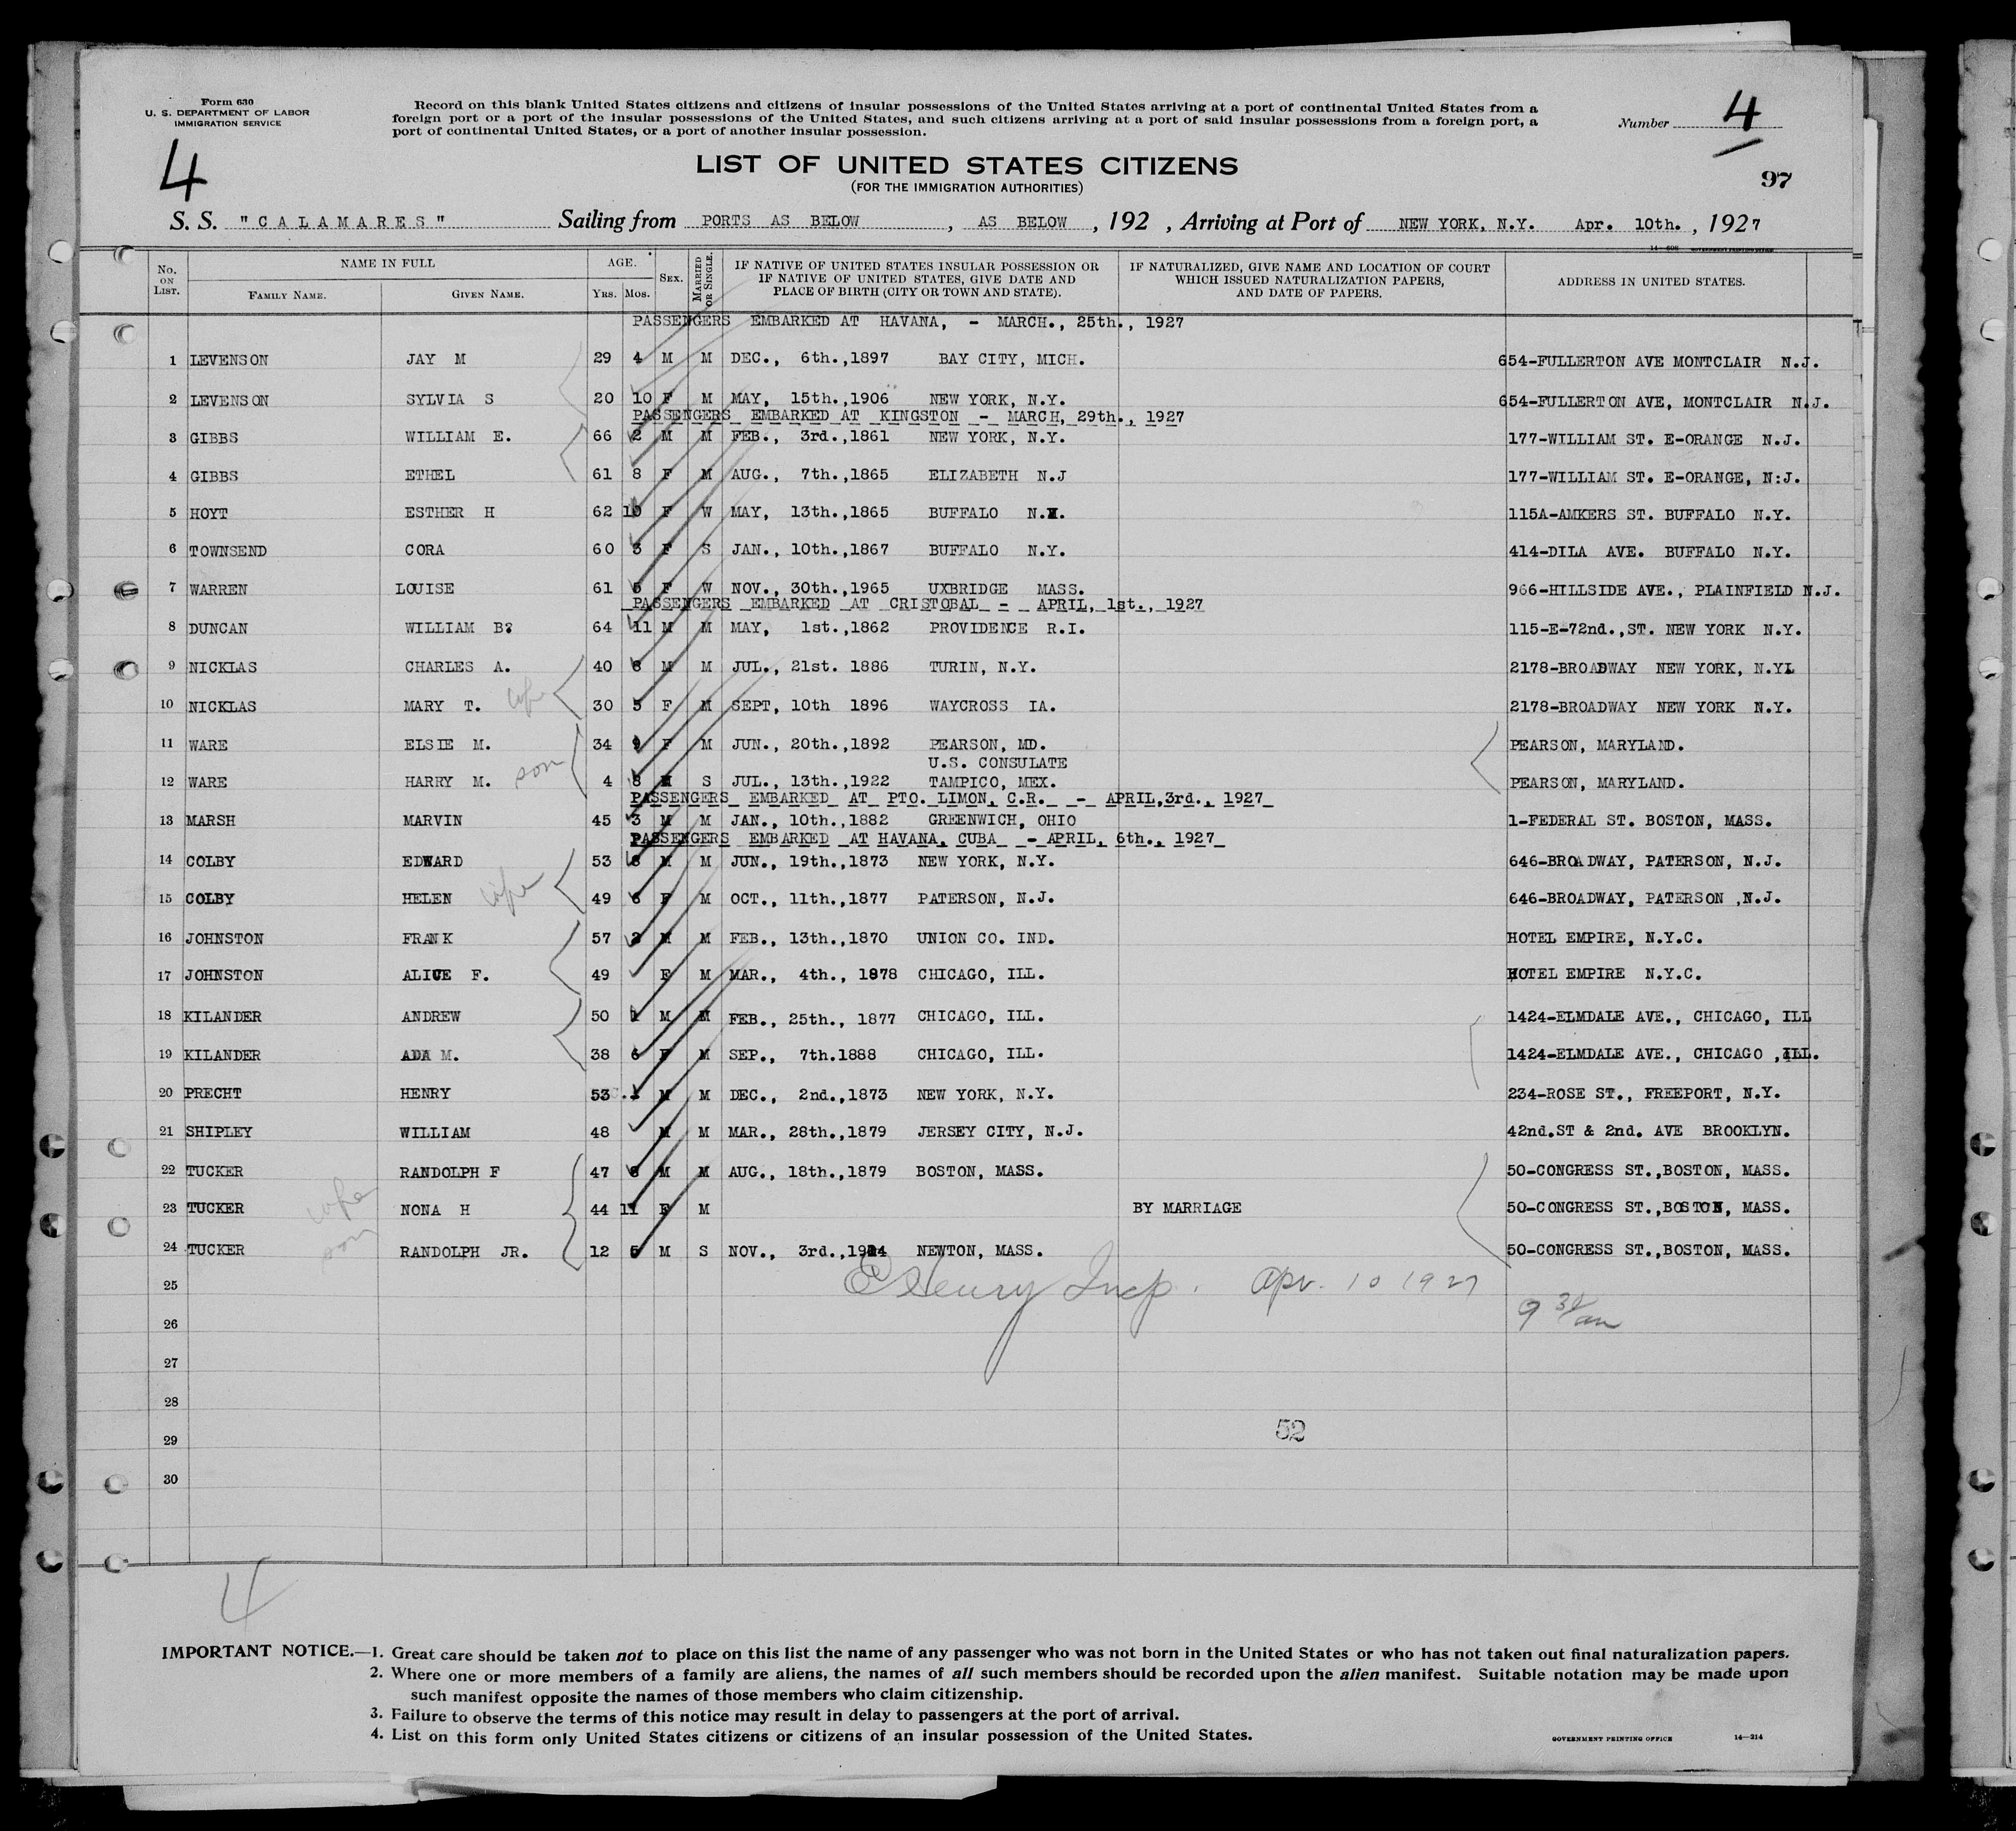 Form 630
U. S. DEPARTMENT OF LABOR
IMMIGRATION SERVICE
Record on this blank United States citizens and citizens of insular possessions of the United States arriving at a port of continental United States from a
foreign port or a port of the insular possessions of the United States, and such citizens arriving at a port of said insular possessions from a foreign port, a
port of continental United States, or a port of another insular possession.
Number 4
4
LIST OF UNITED STATES CITIZENS
(FOR THE IMMIGRATION AUTHORITIES)
97
S. S. "CALAMARES" Sailing from PORTS AS BELOW, AS BELOW, 192 , Arriving at Port of NEW YORK, N.Y. Apr. 10th., 1927
No. ON LIST. NAME IN FULL FAMILY NAME. GIVEN NAME. AGE. YRS. MOS. SEX. MARRIED OR SINGLE. IF NATIVE OF UNITED STATES INSULAR POSSESSION OR IF NATIVE OF UNITED STATES, GIVE DATE AND PLACE OF BIRTH (CITY OR TOWN AND STATE). IF NATURALIZED, GIVE NAME AND LOCATION OF COURT WHICH ISSUED NATURALIZATION PAPERS, AND DATE OF PAPERS. ADDRESS IN UNITED STATES.
PASSENGERS EMBARKED AT HAVANA, - MARCH., 25th., 1927
1 LEVENSON JAY M 29 4 M M DEC., 6th.,1897 BAY CITY, MICH. 654-FULLERTON AVE MONTCLAIR N.J.
2 LEVENSON SYLVIA S 20 10 F M MAY, 15th.,1906 NEW YORK, N.Y. 654-FULLERTON AVE, MONTCLAIR N.J.
PASSENGERS EMBARKED AT KINGSTON - MARCH, 29th., 1927
3 GIBBS WILLIAM E. 66 2 M M FEB., 3rd.,1861 NEW YORK, N.Y. 177-WILLIAM ST. E-ORANGE N.J.
4 GIBBS ETHEL 61 8 F M AUG., 7th.,1865 ELIZABETH N.J 177-WILLIAM ST. E-ORANGE, N:J.
5 HOYT ESTHER H 62 10 F W MAY, 13th.,1865 BUFFALO N.Y. 115A-AMKERS ST. BUFFALO N.Y.
6 TOWNSEND CORA 60 3 F S JAN., 10th.,1867 BUFFALO N.Y. 414-DILA AVE. BUFFALO N.Y.
7 WARREN LOUISE 61 5 F W NOV., 30th.,1965 UXBRIDGE MASS. 966-HILLSIDE AVE., PLAINFIELD N.J.
PASSENGERS EMBARKED AT CRISTOBAL - APRIL, 1st., 1927
8 DUNCAN WILLIAM B? 64 11 M M MAY, 1st.,1862 PROVIDENCE R.I. 115-E-72nd.,ST. NEW YORK N.Y.
9 NICKLAS CHARLES A. 40 8 M M JUL., 21st. 1886 TURIN, N.Y. 2178-BROADWAY NEW YORK, N.Y.
10 NICKLAS MARY T. wife 30 5 F M SEPT, 10th 1896 WAYCROSS IA. 2178-BROADWAY NEW YORK N.Y.
11 WARE ELSIE M. 34 9 F M JUN., 20th.,1892 PEARSON, MD. PEARSON, MARYLAND.
U.S. CONSULATE
12 WARE HARRY M. son 4 8 M S JUL., 13th.,1922 TAMPICO, MEX. PEARSON, MARYLAND.
PASSENGERS EMBARKED AT PTO. LIMON, C.R. - APRIL,3rd., 1927
13 MARSH MARVIN 45 3 M M JAN., 10th.,1882 GREENWICH, OHIO 1-FEDERAL ST. BOSTON, MASS.
PASSENGERS EMBARKED AT HAVANA, CUBA - APRIL, 6th., 1927
14 COLBY EDWARD 53 8 M M JUN., 19th.,1873 NEW YORK, N.Y. 646-BROADWAY, PATERSON, N.J.
15 COLBY HELEN wife 49 6 F M OCT., 11th.,1877 PATERSON, N.J. 646-BROADWAY, PATERSON ,N.J.
16 JOHNSTON FRANK 57 2 M M FEB., 13th.,1870 UNION CO. IND. HOTEL EMPIRE, N.Y.C.
17 JOHNSTON ALICE F. 49 F M MAR., 4th., 1878 CHICAGO, ILL. HOTEL EMPIRE N.Y.C.
18 KILANDER ANDREW 50 1 M M FEB., 25th., 1877 CHICAGO, ILL. 1424-ELMDALE AVE., CHICAGO, ILL
19 KILANDER ADA M. 38 6 F M SEP., 7th.1888 CHICAGO, ILL. 1424-ELMDALE AVE., CHICAGO ,ILL.
20 PRECHT HENRY 53 M M DEC., 2nd.,1873 NEW YORK, N.Y. 234-ROSE ST., FREEPORT, N.Y.
21 SHIPLEY WILLIAM 48 M M MAR., 28th.,1879 JERSEY CITY, N.J. 42nd.ST & 2nd. AVE BROOKLYN.
22 TUCKER RANDOLPH F 47 8 M M AUG., 18th.,1879 BOSTON, MASS. 50-CONGRESS ST.,BOSTON, MASS.
23 TUCKER wife NONA H 44 11 F M BY MARRIAGE 50-CONGRESS ST.,BOSTON, MASS.
24 TUCKER son RANDOLPH JR. 12 5 M S NOV., 3rd.,1914 NEWTON, MASS. 50-CONGRESS ST.,BOSTON, MASS.
25 Henry Insp. Apr. 10 1927
9 30/am
26
27
28
52
29
30
4
IMPORTANT NOTICE.—1. Great care should be taken not to place on this list the name of any passenger who was not born in the United States or who has not taken out final naturalization papers.
2. Where one or more members of a family are aliens, the names of all such members should be recorded upon the alien manifest. Suitable notation may be made upon
such manifest opposite the names of those members who claim citizenship.
3. Failure to observe the terms of this notice may result in delay to passengers at the port of arrival.
4. List on this form only United States citizens or citizens of an insular possession of the United States.
GOVERNMENT PRINTING OFFICE 14—214